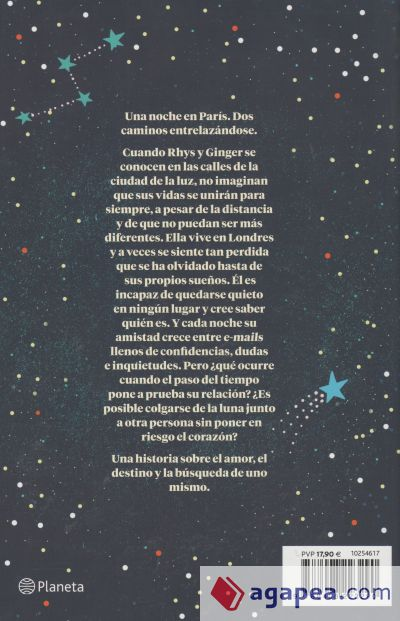 Una noche en París. Dos
caminos entrelazándose.
Cuando Rhys y Ginger se
conocen en las calles de la
ciudad de la luz, no imaginan
que sus vidas se unirán para
siempre, a pesar de la distancia
y de que no puedan ser más
diferentes. Ella vive en Londres
y a veces se siente tan perdida
que se ha olvidado hasta de
sus propios sueños. Él es
incapaz de quedarse quieto
en ningún lugar y cree saber
quién es. Y cada noche su
amistad crece entre e-mails
llenos de confidencias, dudas
e inquietudes. Pero ¿qué ocurre
cuando el paso del tiempo
pone a prueba su relación? ¿Es
posible colgarse de la luna junto
a otra persona sin poner en
riesgo el corazón?
Una historia sobre el amor, el
destino y la búsqueda de uno
mismo.
PVP 17,90 € 10254617
Planeta
agapea.com